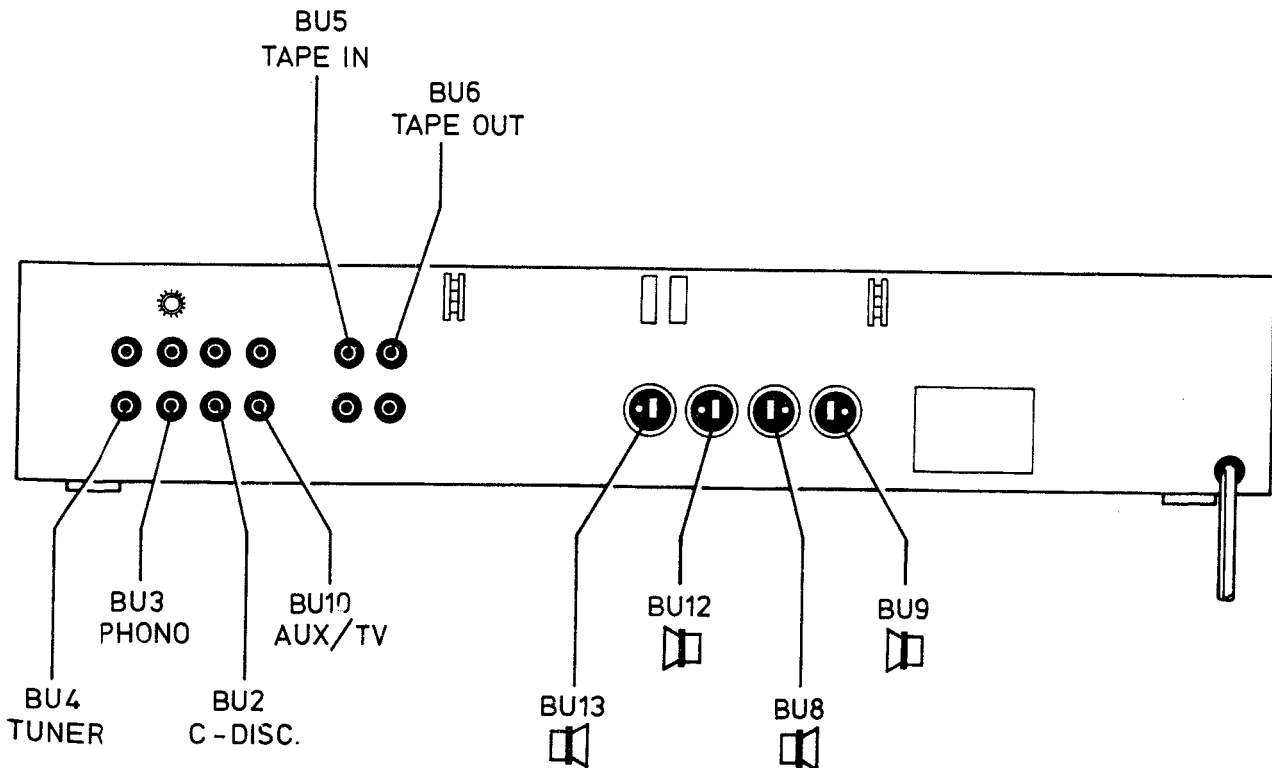 BU5
TAPE IN
BU6
TAPE OUT
BU3
PHONO
BU10
AUX/TV
BU12
BU9
BU4
TUNER
BU2
C-DISC.
BU13
BU8